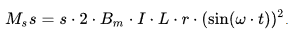 M_s s = s · 2 · B_m · I · L · r · (sin(ω · t))².